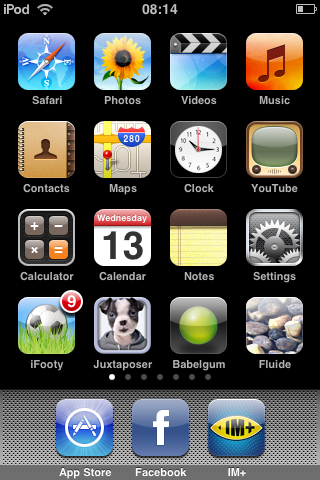 iPod 08:14
Safari Photos Videos Music
280
Contacts Maps Clock YouTube
Wednesday
13
Calculator Calendar Notes Settings
9
iFooty Juxtaposer Babelgum Fluide
f IM+
App Store Facebook IM+